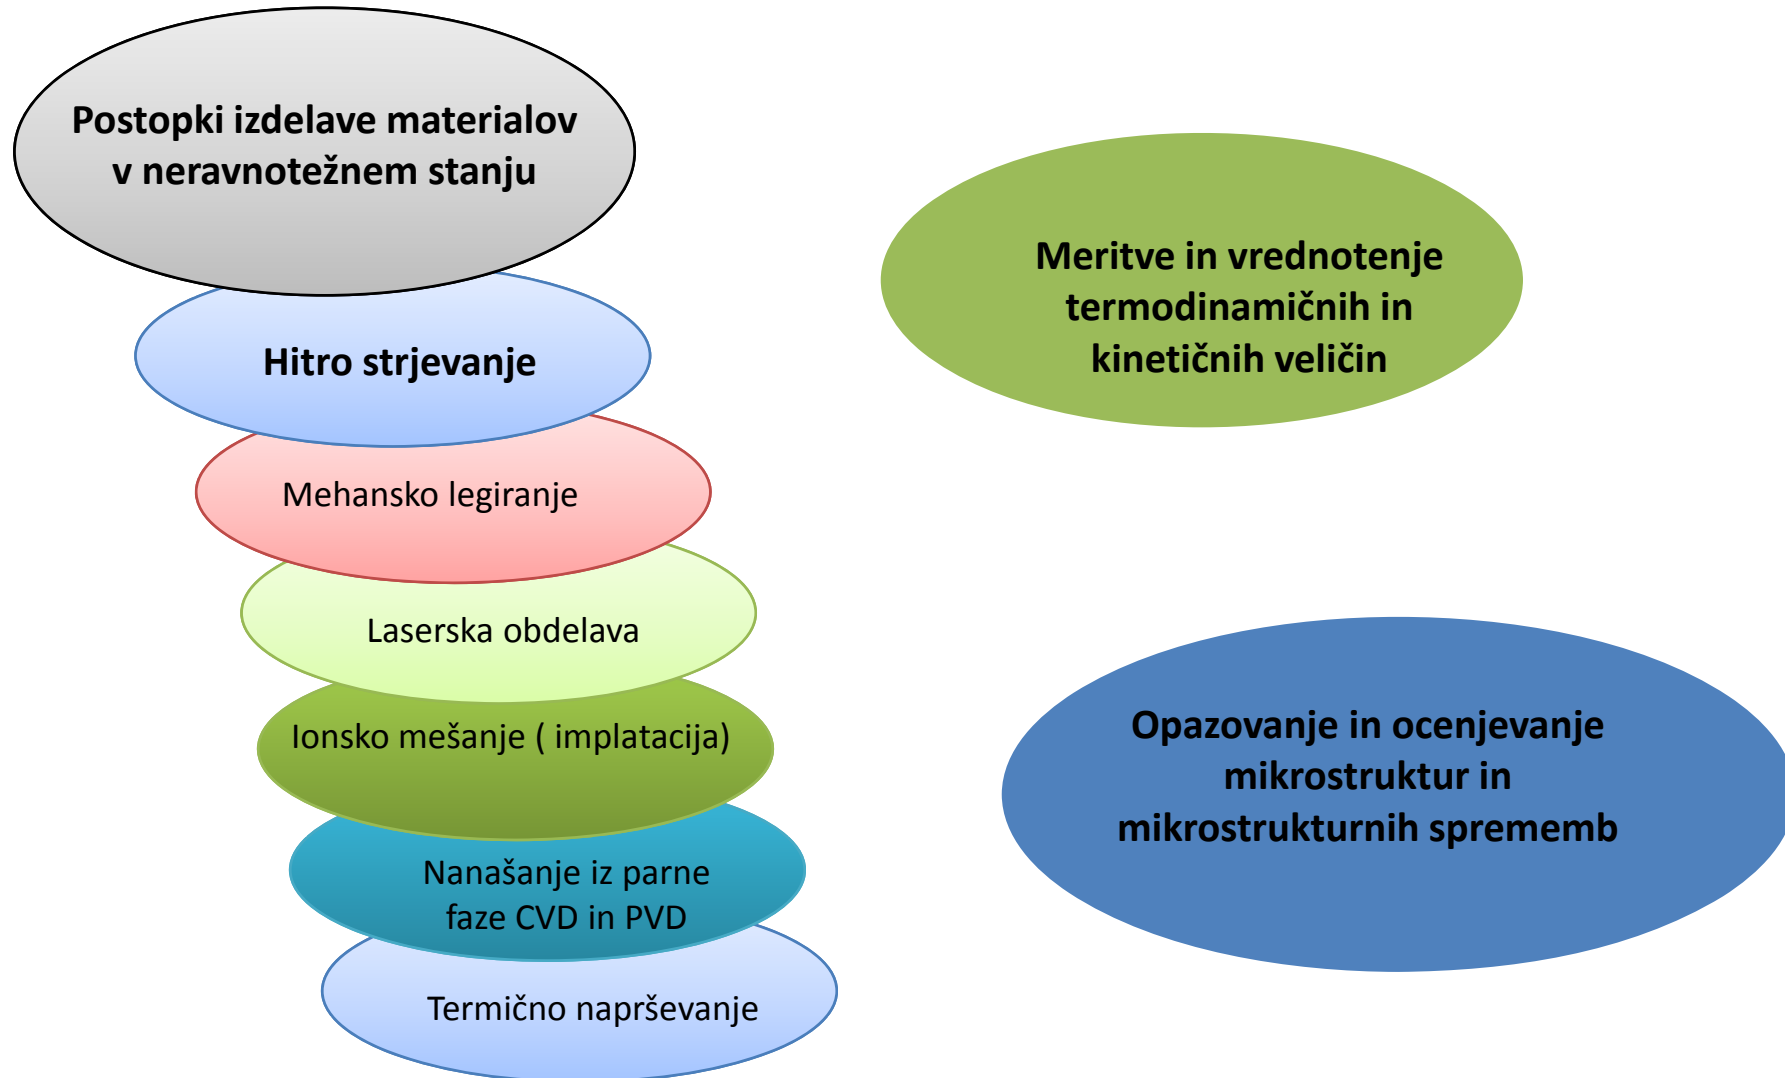 Postopki izdelave materialov
v neravnotežnem stanju
Hitro strjevanje
Mehansko legiranje
Laserska obdelava
Ionsko mešanje ( implatacija)
Nanašanje iz parne
faze CVD in PVD
Termično naprševanje
Meritve in vrednotenje
termodinamičnih in
kinetičnih veličin
Opazovanje in ocenjevanje
mikrostruktur in
mikrostrukturnih sprememb